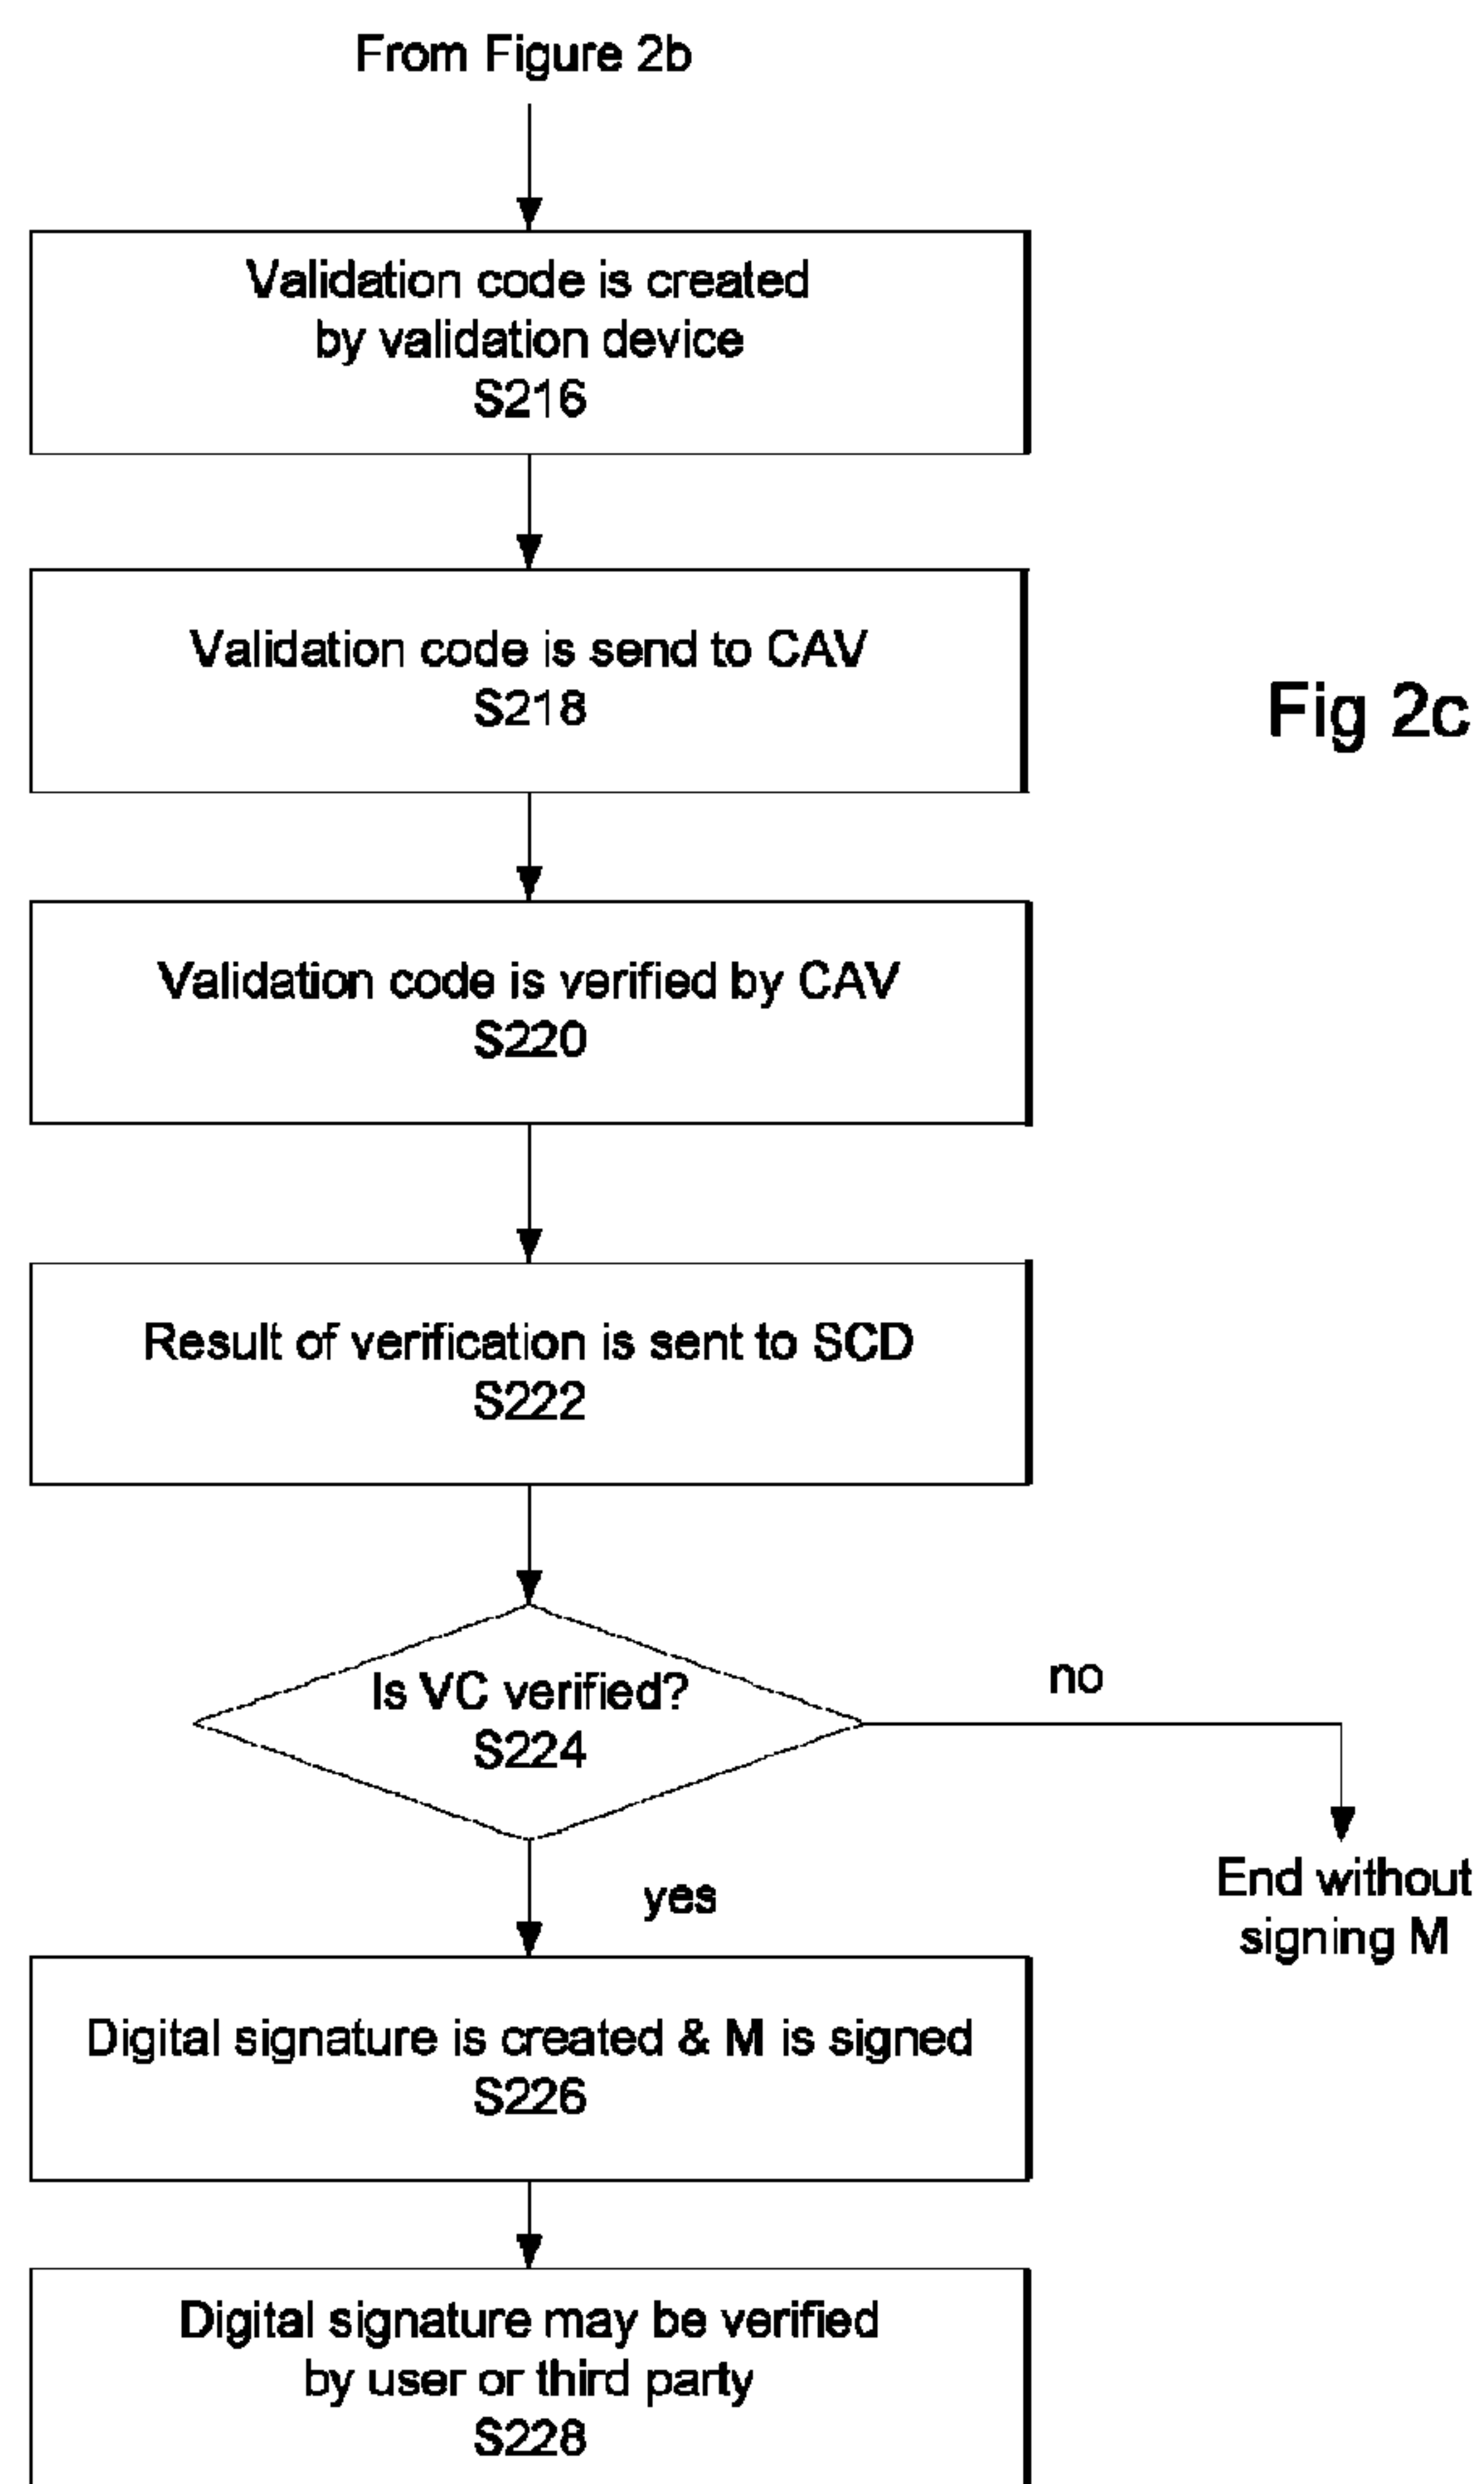 From Figure 2b
Validation code is created
by validation device
S216
Validation code is send to CAV
S218
Fig 2c
Validation code is verified by CAV
S220
Result of verification is sent to SCD
S222
Is VC verified?
S224
no
yes
End without
signing M
Digital signature is created & M is signed
S226
Digital signature may be verified
by user or third party
S228